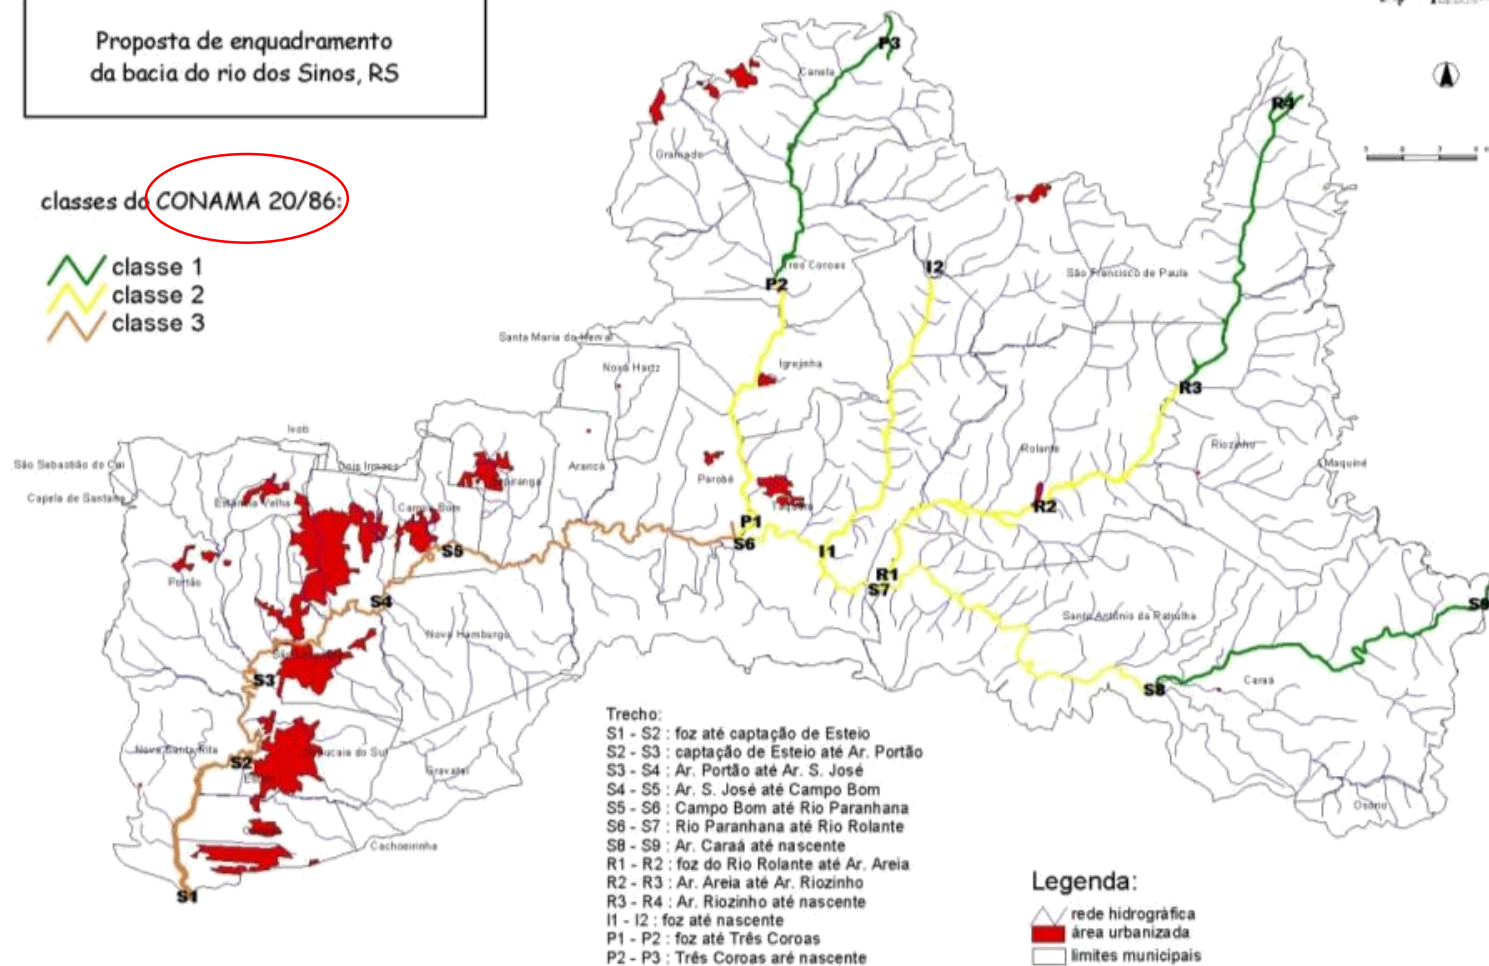 Proposta de enquadramento
da bacia do rio dos Sinos, RS
classes do CONAMA 20/86:
classe 1
classe 2
classe 3
P3
Canela
R4
Gramado
Três Coroas
P2
I2
São Francisco de Paula
Santa Maria do Herval
Nova Hartz
Igrejinha
R3
Ivoti
Dois Irmãos
São Sebastião do Caí
Capela de Santana
Estância Velha
Campo Bom
Sapiranga
Araricá
Parobé
Taquara
Rolante
Riozinho
Maquiné
R2
P1
S6
I1
S5
R1
S7
Portão
S4
Nova Hamburgo
Santo Antônio da Patrulha
S9
S3
S8
Caraá
Nova Santa Rita
S2
Sapucaia do Sul
Gravataí
Osório
Cachoeirinha
S1
Trecho:
S1 - S2 : foz até captação de Esteio
S2 - S3 : captação de Esteio até Ar. Portão
S3 - S4 : Ar. Portão até Ar. S. José
S4 - S5 : Ar. S. José até Campo Bom
S5 - S6 : Campo Bom até Rio Paranhana
S6 - S7 : Rio Paranhana até Rio Rolante
S8 - S9 : Ar. Caraá até nascente
R1 - R2 : foz do Rio Rolante até Ar. Areia
R2 - R3 : Ar. Areia até Ar. Riozinho
R3 - R4 : Ar. Riozinho até nascente
I1 - I2 : foz até nascente
P1 - P2 : foz até Três Coroas
P2 - P3 : Três Coroas aré nascente
Legenda:
rede hidrográfica
área urbanizada
limites municipais